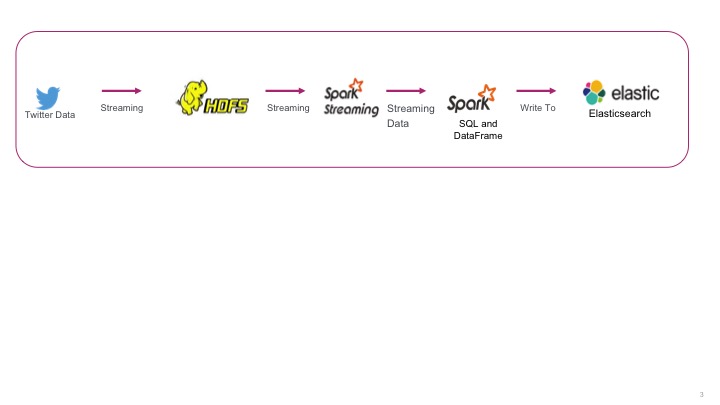 Twitter Data
Streaming
HDFS
Streaming
Spark
Streaming
Streaming
Data
Spark
SQL and
DataFrame
Write To
elastic
Elasticsearch
3